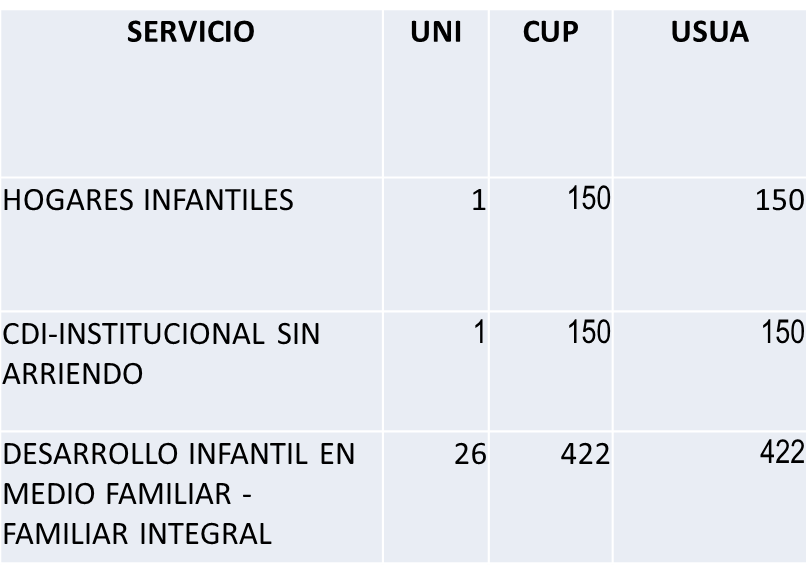 SERVICIO UNI CUP USUA
HOGARES INFANTILES 1 150 150
CDI-INSTITUCIONAL SIN 1 150 150
ARRIENDO
DESARROLLO INFANTIL EN 26 422 422
MEDIO FAMILIAR -
FAMILIAR INTEGRAL